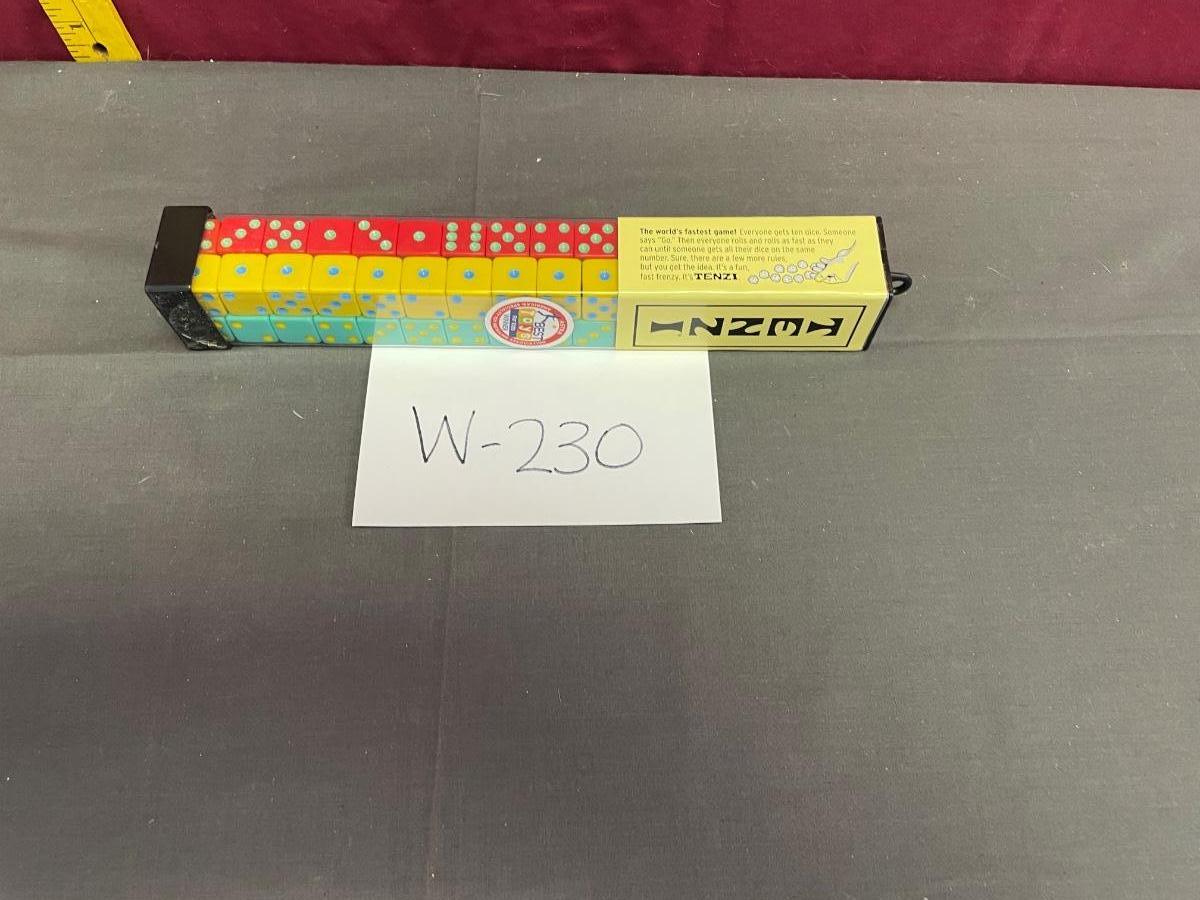 The world's fastest game! Everyone gets ten dice. Someone
says "Go." Then everyone rolls and rolls as fast as they
can until someone gets all their dice on the same
number. Sure, there are a few more rules,
but you get the idea. It's a fun,
fast frenzy. It's TENZI.
TENZI
BEST
Toys
W-230